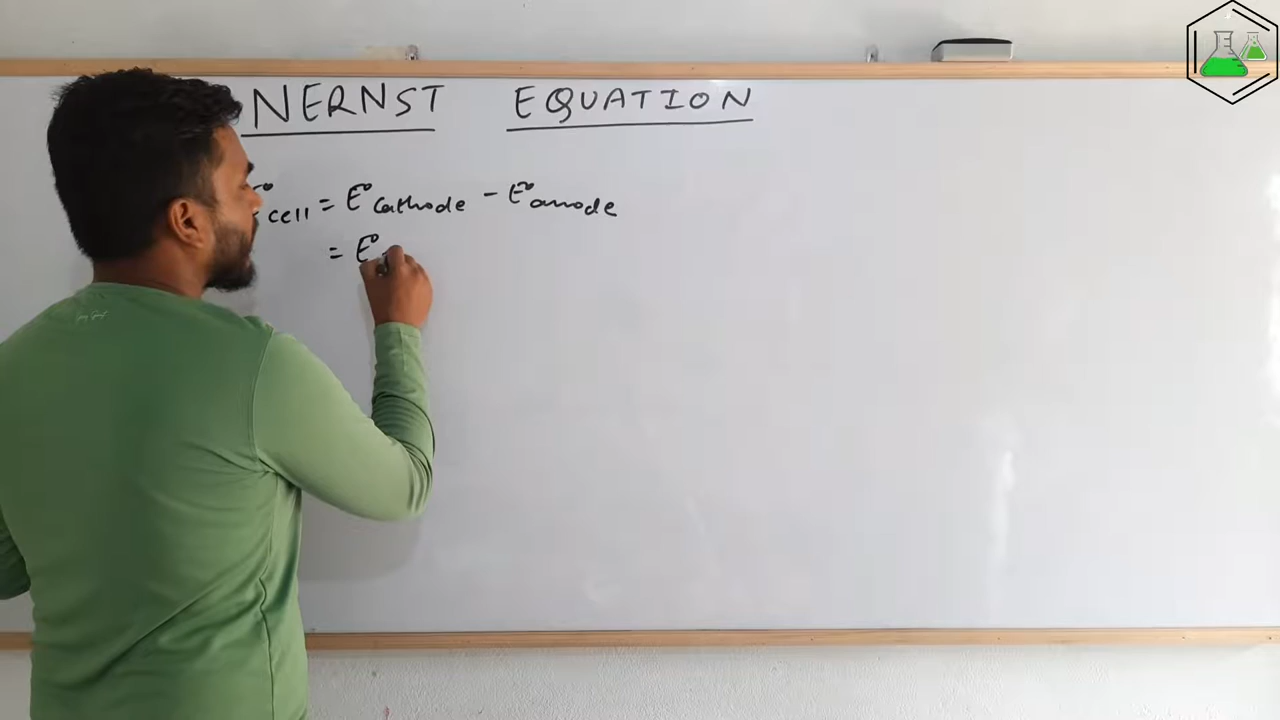 NERNST EQUATION
E°cell = E°Cathode - E°anode
= E°